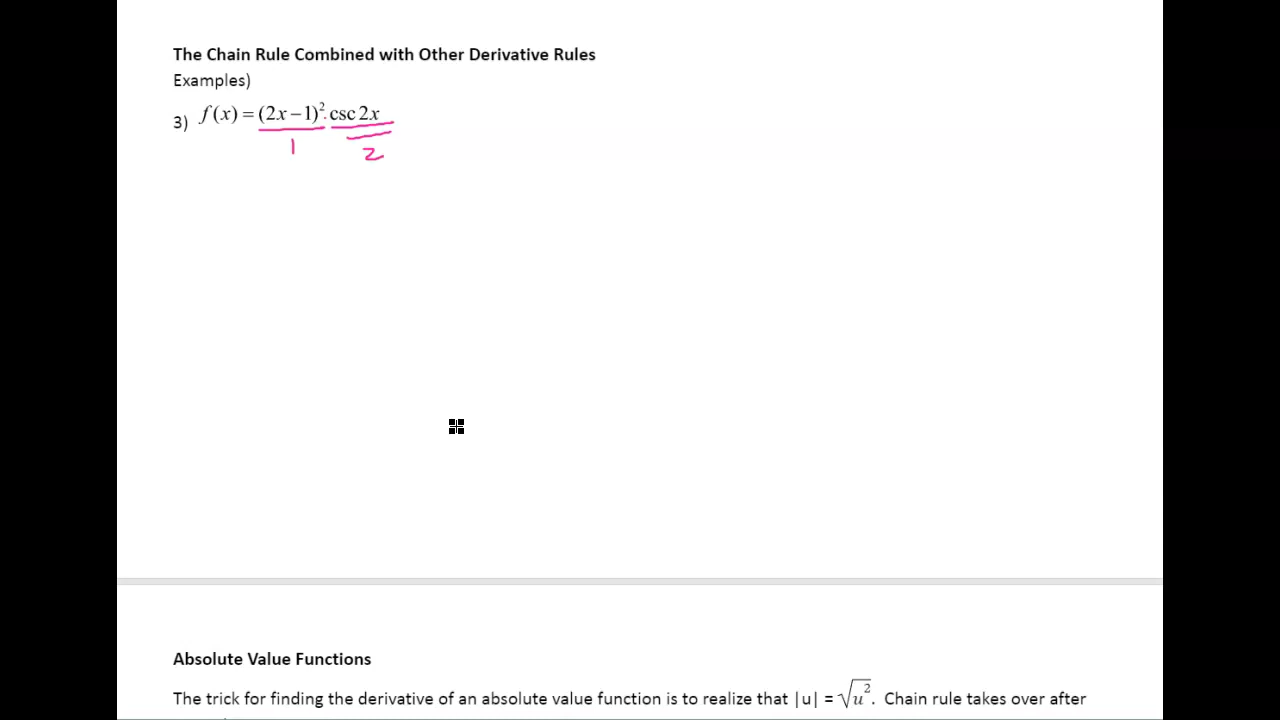 The Chain Rule Combined with Other Derivative Rules
Examples)
3) f(x) = (2x − 1)². csc 2x
1 2
Absolute Value Functions
The trick for finding the derivative of an absolute value function is to realize that |u| = √u². Chain rule takes over after